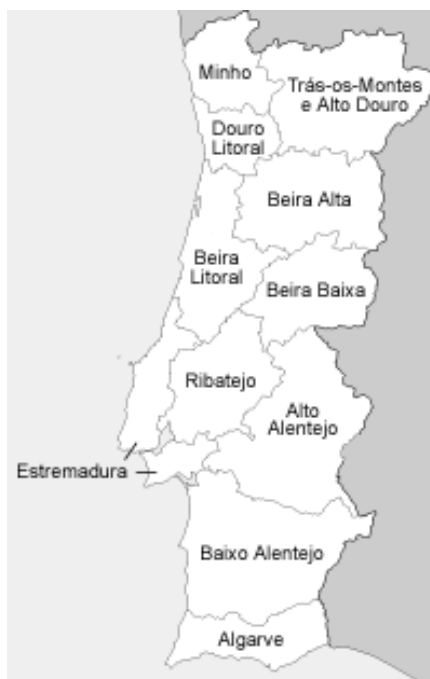 Minho
Trás-os-Montes
e Alto Douro
Douro
Litoral
Beira Alta
Beira
Litoral
Beira Baixa
Ribatejo
Alto
Alentejo
Estremadura
Baixo Alentejo
Algarve